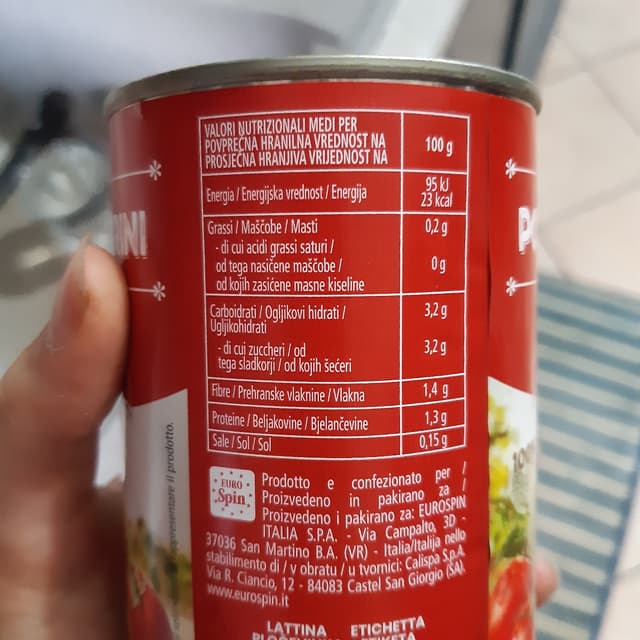 VALORI NUTRIZIONALI MEDI PER
POVPREČNA HRANILNA VREDNOST NA
PROSJEČNA HRANJIVA VRIJEDNOST NA
100 g
Energia / Energijska vrednost / Energija
95 kJ
23 kcal
Grassi / Maščobe / Masti
0,2 g
- di cui acidi grassi saturi /
od tega nasičene maščobe /
od kojih zasićene masne kiseline
0 g
Carboidrati / Ogljikovi hidrati /
Ugljikohidrati
3,2 g
- di cui zuccheri / od
tega sladkorji / od kojih šećeri
3,2 g
Fibre / Prehranske vlaknine / Vlakna
1,4 g
Proteine / Beljakovine / Bjelančevine
1,3 g
Sale / Sol / Sol
0,15 g
EURO
Spin
Prodotto e confezionato per /
Proizvedeno in pakirano za /
Proizvedeno i pakirano za: EUROSPIN
ITALIA S.P.A. - Via Campalto, 3D -
37036 San Martino B.A. (VR) - Italia/Italija nello
stabilimento di / v obratu / u tvornici: Calispa S.p.A.
Via R. Ciancio, 12 - 84083 Castel San Giorgio (SA)
www.eurospin.it
LATTINA ETICHETTA
INI
il prodotto.